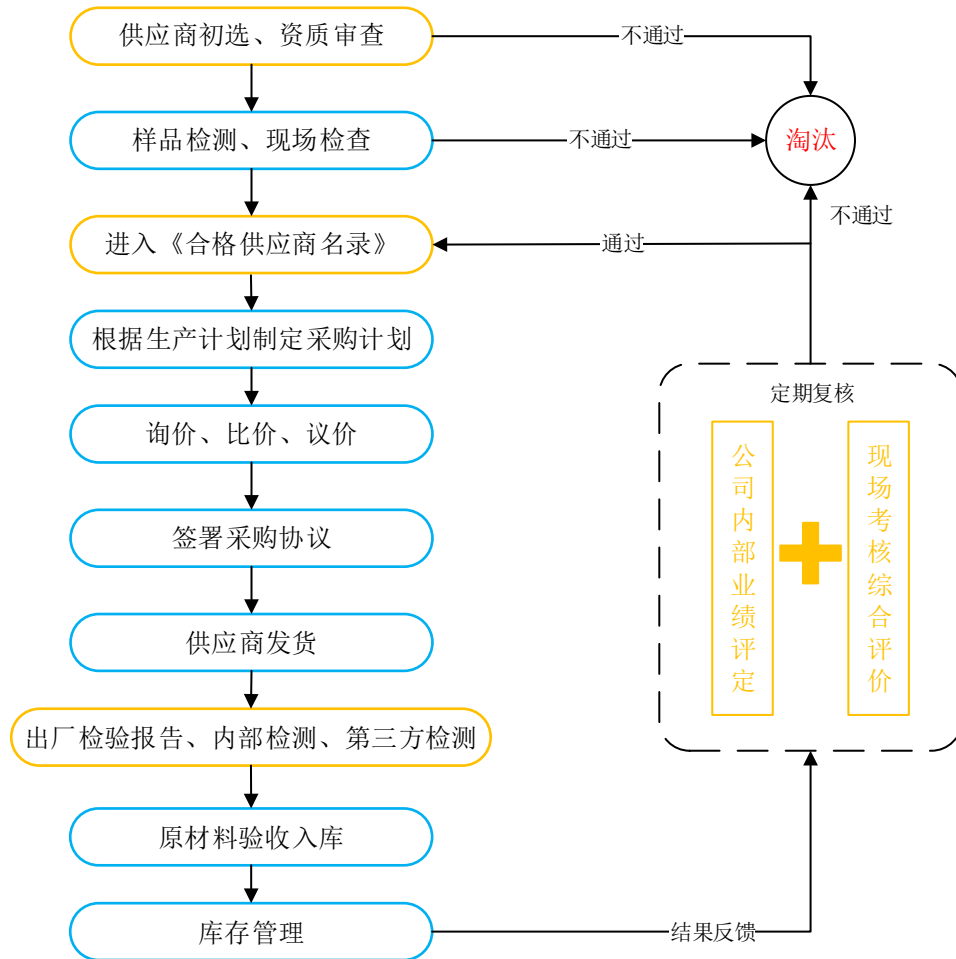 供应商初选、资质审查
不通过
样品检测、现场检查
不通过
淘汰
不通过
进入《合格供应商名录》
通过
根据生产计划制定采购计划
定期复核
询价、比价、议价
公司内部业绩评定
现场考核综合评价
签署采购协议
供应商发货
出厂检验报告、内部检测、第三方检测
原材料验收入库
库存管理
结果反馈